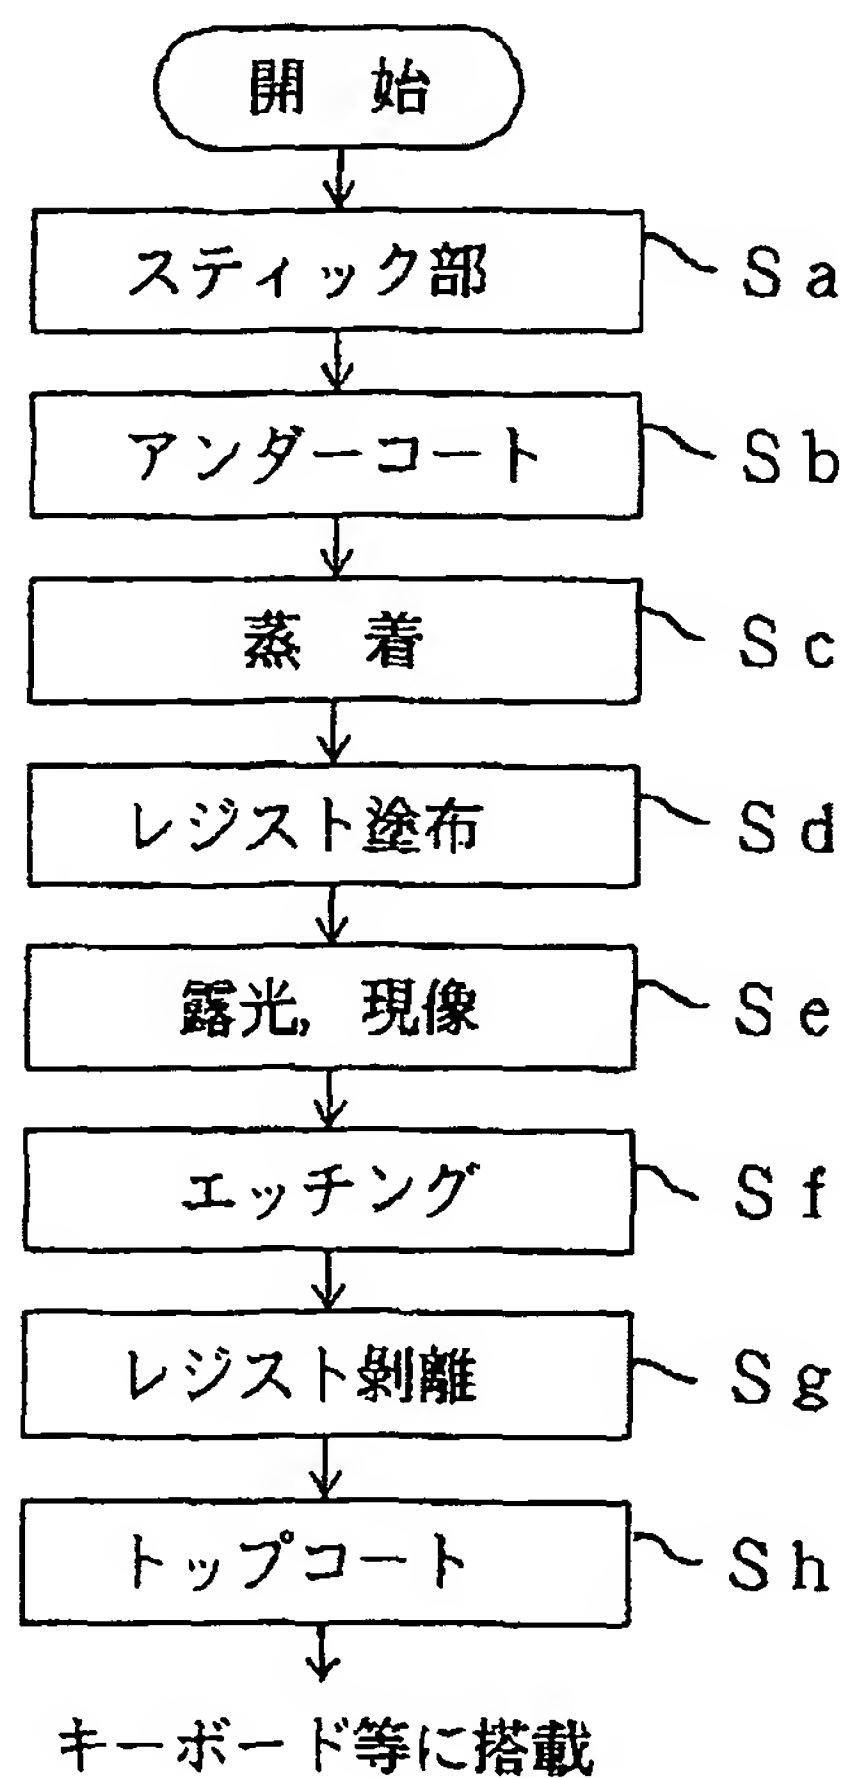 開 始
スティック部 Sa
アンダーコート Sb
蒸 着 Sc
レジスト塗布 Sd
露光, 現像 Se
エッチング Sf
レジスト剥離 Sg
トップコート Sh
キーボード等に搭載